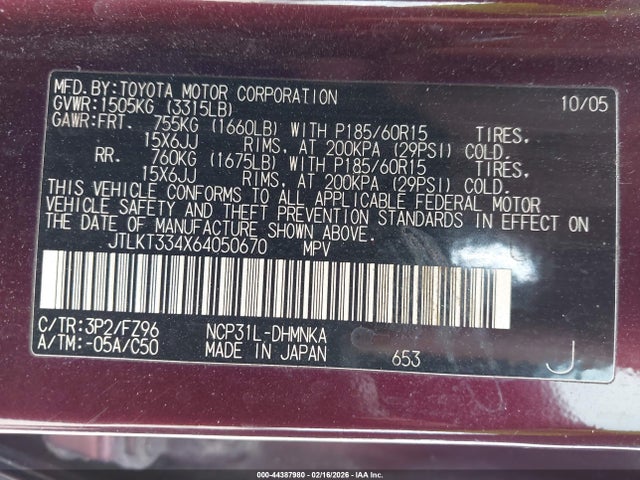 MFD.BY:TOYOTA MOTOR CORPORATION 10/05
GVWR:1505KG (3315LB)
GAWR:FRT. 755KG (1660LB) WITH P185/60R15 TIRES,
15X6JJ RIMS, AT 200KPA (29PSI) COLD.
RR. 760KG (1675LB) WITH P185/60R15 TIRES,
15X6JJ RIMS, AT 200KPA (29PSI) COLD.
THIS VEHICLE CONFORMS TO ALL APPLICABLE FEDERAL MOTOR
VEHICLE SAFETY AND THEFT PREVENTION STANDARDS IN EFFECT ON
THE DATE OF MANUFACTURE SHOWN ABOVE.
JTLKT334X64050670 MPV
C/TR:3P2/FZ96 NCP31L-DHMNKA
A/TM:-05A/C50 MADE IN JAPAN 653 J
000-44387980 - 02/16/2026 - IAA Inc.